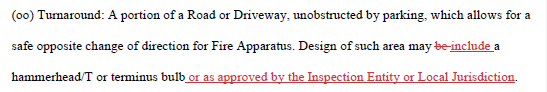 (oo) Turnaround: A portion of a Road or Driveway, unobstructed by parking, which allows for a
safe opposite change of direction for Fire Apparatus. Design of such area may be include a
hammerhead/T or terminus bulb or as approved by the Inspection Entity or Local Jurisdiction.